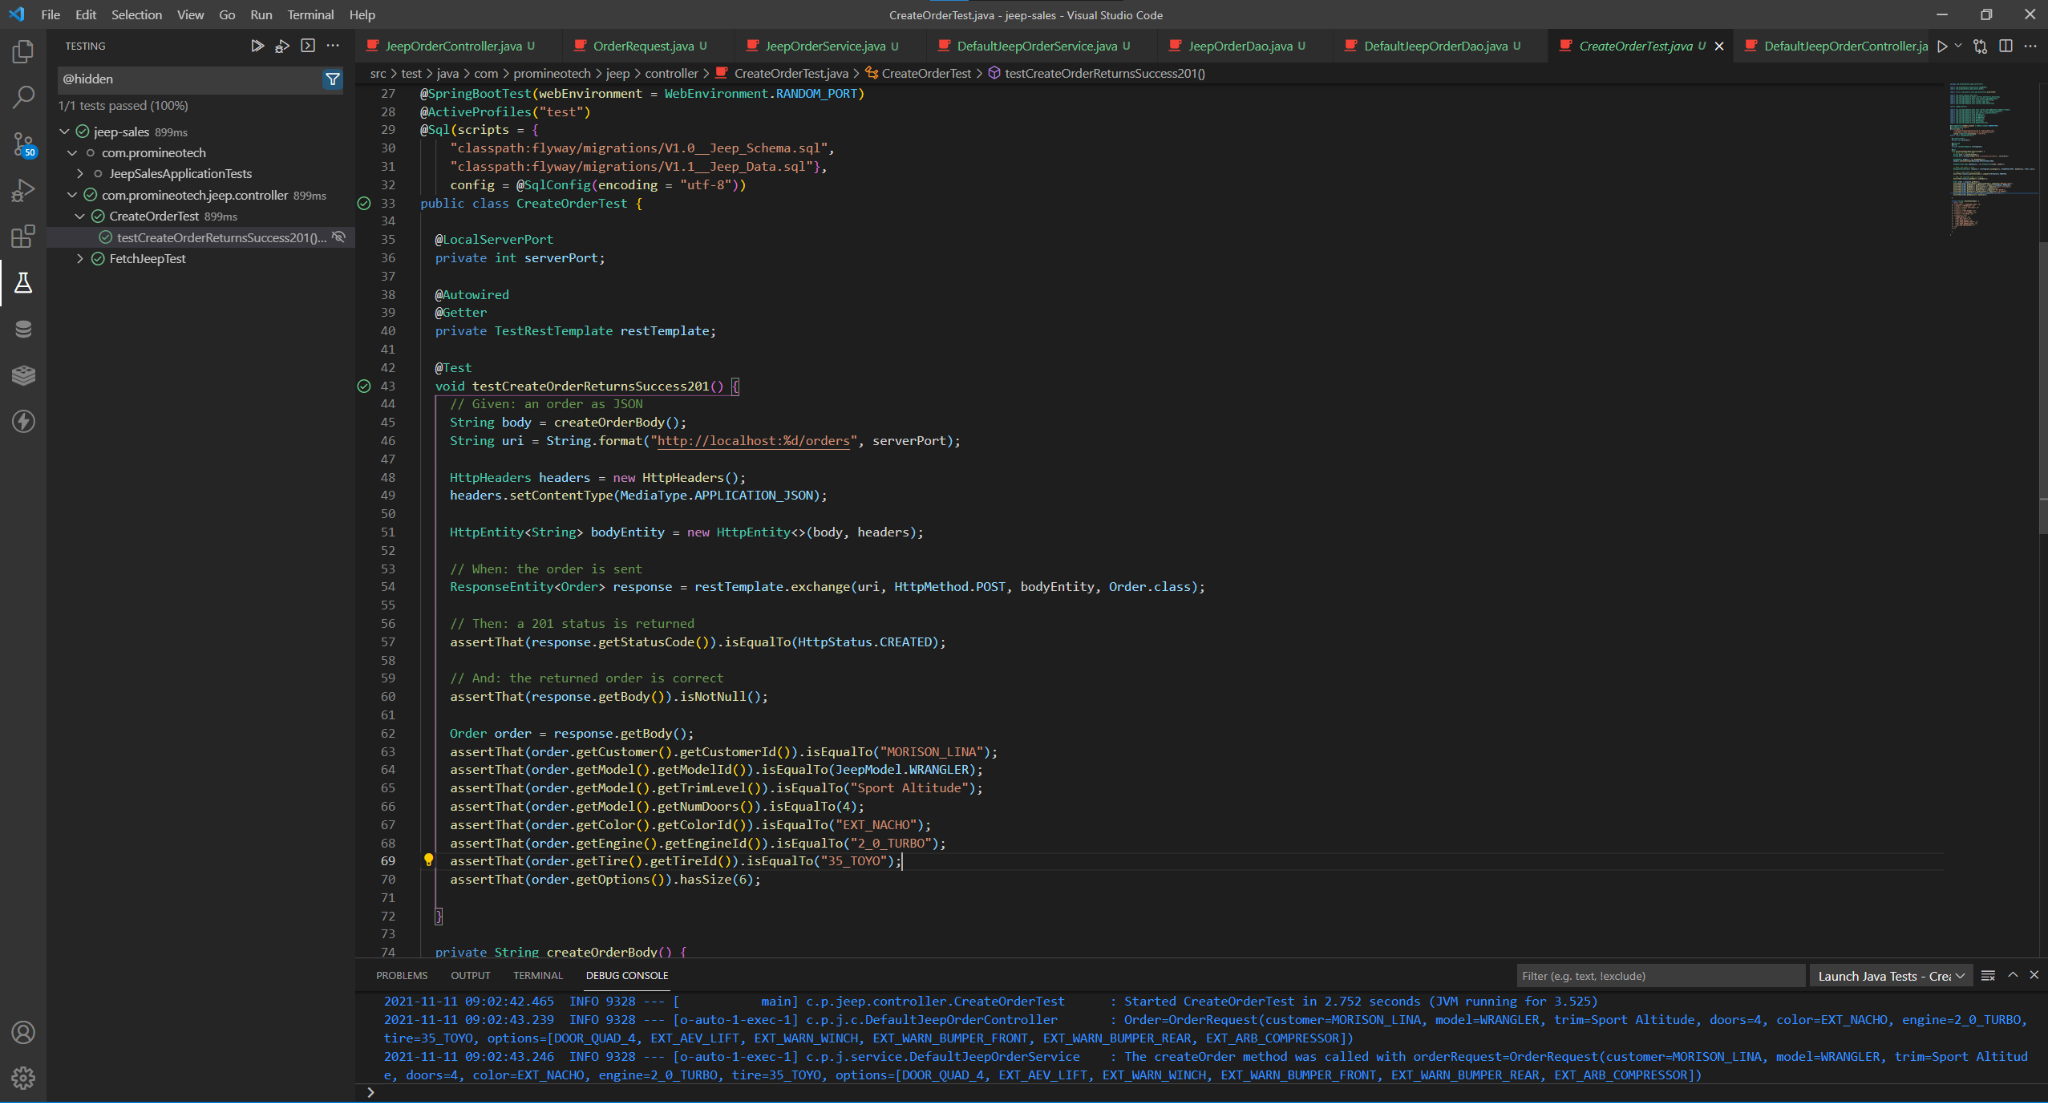 File Edit Selection View Go Run Terminal Help
CreateOrderTest.java - jeep-sales - Visual Studio Code
TESTING
@hidden
1/1 tests passed (100%)
jeep-sales 899ms
com.promineotech
JeepSalesApplicationTests
com.promineotech.jeep.controller 899ms
CreateOrderTest 899ms
testCreateOrderReturnsSuccess201()...
FetchJeepTest
50
JeepOrderController.java U OrderRequest.java U JeepOrderService.java U DefaultJeepOrderService.java U JeepOrderDao.java U DefaultJeepOrderDao.java U CreateOrderTest.java U DefaultJeepOrderController.ja
src > test > java > com > promineotech > jeep > controller > CreateOrderTest.java > CreateOrderTest > testCreateOrderReturnsSuccess201()
27 @SpringBootTest(webEnvironment = WebEnvironment.RANDOM_PORT)
28 @ActiveProfiles("test")
29 @Sql(scripts = {
30 "classpath:flyway/migrations/V1.0__Jeep_Schema.sql",
31 "classpath:flyway/migrations/V1.1__Jeep_Data.sql"},
32 config = @SqlConfig(encoding = "utf-8"))
33 public class CreateOrderTest {
34
35 @LocalServerPort
36 private int serverPort;
37
38 @Autowired
39 @Getter
40 private TestRestTemplate restTemplate;
41
42 @Test
43 void testCreateOrderReturnsSuccess201() {
44 // Given: an order as JSON
45 String body = createOrderBody();
46 String uri = String.format("http://localhost:%d/orders", serverPort);
47
48 HttpHeaders headers = new HttpHeaders();
49 headers.setContentType(MediaType.APPLICATION_JSON);
50
51 HttpEntity<String> bodyEntity = new HttpEntity<>(body, headers);
52
53 // When: the order is sent
54 ResponseEntity<Order> response = restTemplate.exchange(uri, HttpMethod.POST, bodyEntity, Order.class);
55
56 // Then: a 201 status is returned
57 assertThat(response.getStatusCode()).isEqualTo(HttpStatus.CREATED);
58
59 // And: the returned order is correct
60 assertThat(response.getBody()).isNotNull();
61
62 Order order = response.getBody();
63 assertThat(order.getCustomer().getCustomerId()).isEqualTo("MORISON_LINA");
64 assertThat(order.getModel().getModelId()).isEqualTo(JeepModel.WRANGLER);
65 assertThat(order.getModel().getTrimLevel()).isEqualTo("Sport Altitude");
66 assertThat(order.getModel().getNumDoors()).isEqualTo(4);
67 assertThat(order.getColor().getColorId()).isEqualTo("EXT_NACHO");
68 assertThat(order.getEngine().getEngineId()).isEqualTo("2_0_TURBO");
69 assertThat(order.getTire().getTireId()).isEqualTo("35_TOYO");
70 assertThat(order.getOptions()).hasSize(6);
71
72 }
73
74 private String createOrderBody() {
PROBLEMS OUTPUT TERMINAL DEBUG CONSOLE
Filter (e.g. text, !exclude) Launch Java Tests - Crea
2021-11-11 09:02:42.465 INFO 9328 --- [ main] c.p.jeep.controller.CreateOrderTest : Started CreateOrderTest in 2.752 seconds (JVM running for 3.525)
2021-11-11 09:02:43.239 INFO 9328 --- [o-auto-1-exec-1] c.p.j.c.DefaultJeepOrderController : Order=OrderRequest(customer=MORISON_LINA, model=WRANGLER, trim=Sport Altitude, doors=4, color=EXT_NACHO, engine=2_0_TURBO,
tire=35_TOYO, options=[DOOR_QUAD_4, EXT_AEV_LIFT, EXT_WARN_WINCH, EXT_WARN_BUMPER_FRONT, EXT_WARN_BUMPER_REAR, EXT_ARB_COMPRESSOR])
2021-11-11 09:02:43.246 INFO 9328 --- [o-auto-1-exec-1] c.p.j.service.DefaultJeepOrderService : The createOrder method was called with orderRequest=OrderRequest(customer=MORISON_LINA, model=WRANGLER, trim=Sport Altitud
e, doors=4, color=EXT_NACHO, engine=2_0_TURBO, tire=35_TOYO, options=[DOOR_QUAD_4, EXT_AEV_LIFT, EXT_WARN_WINCH, EXT_WARN_BUMPER_FRONT, EXT_WARN_BUMPER_REAR, EXT_ARB_COMPRESSOR])